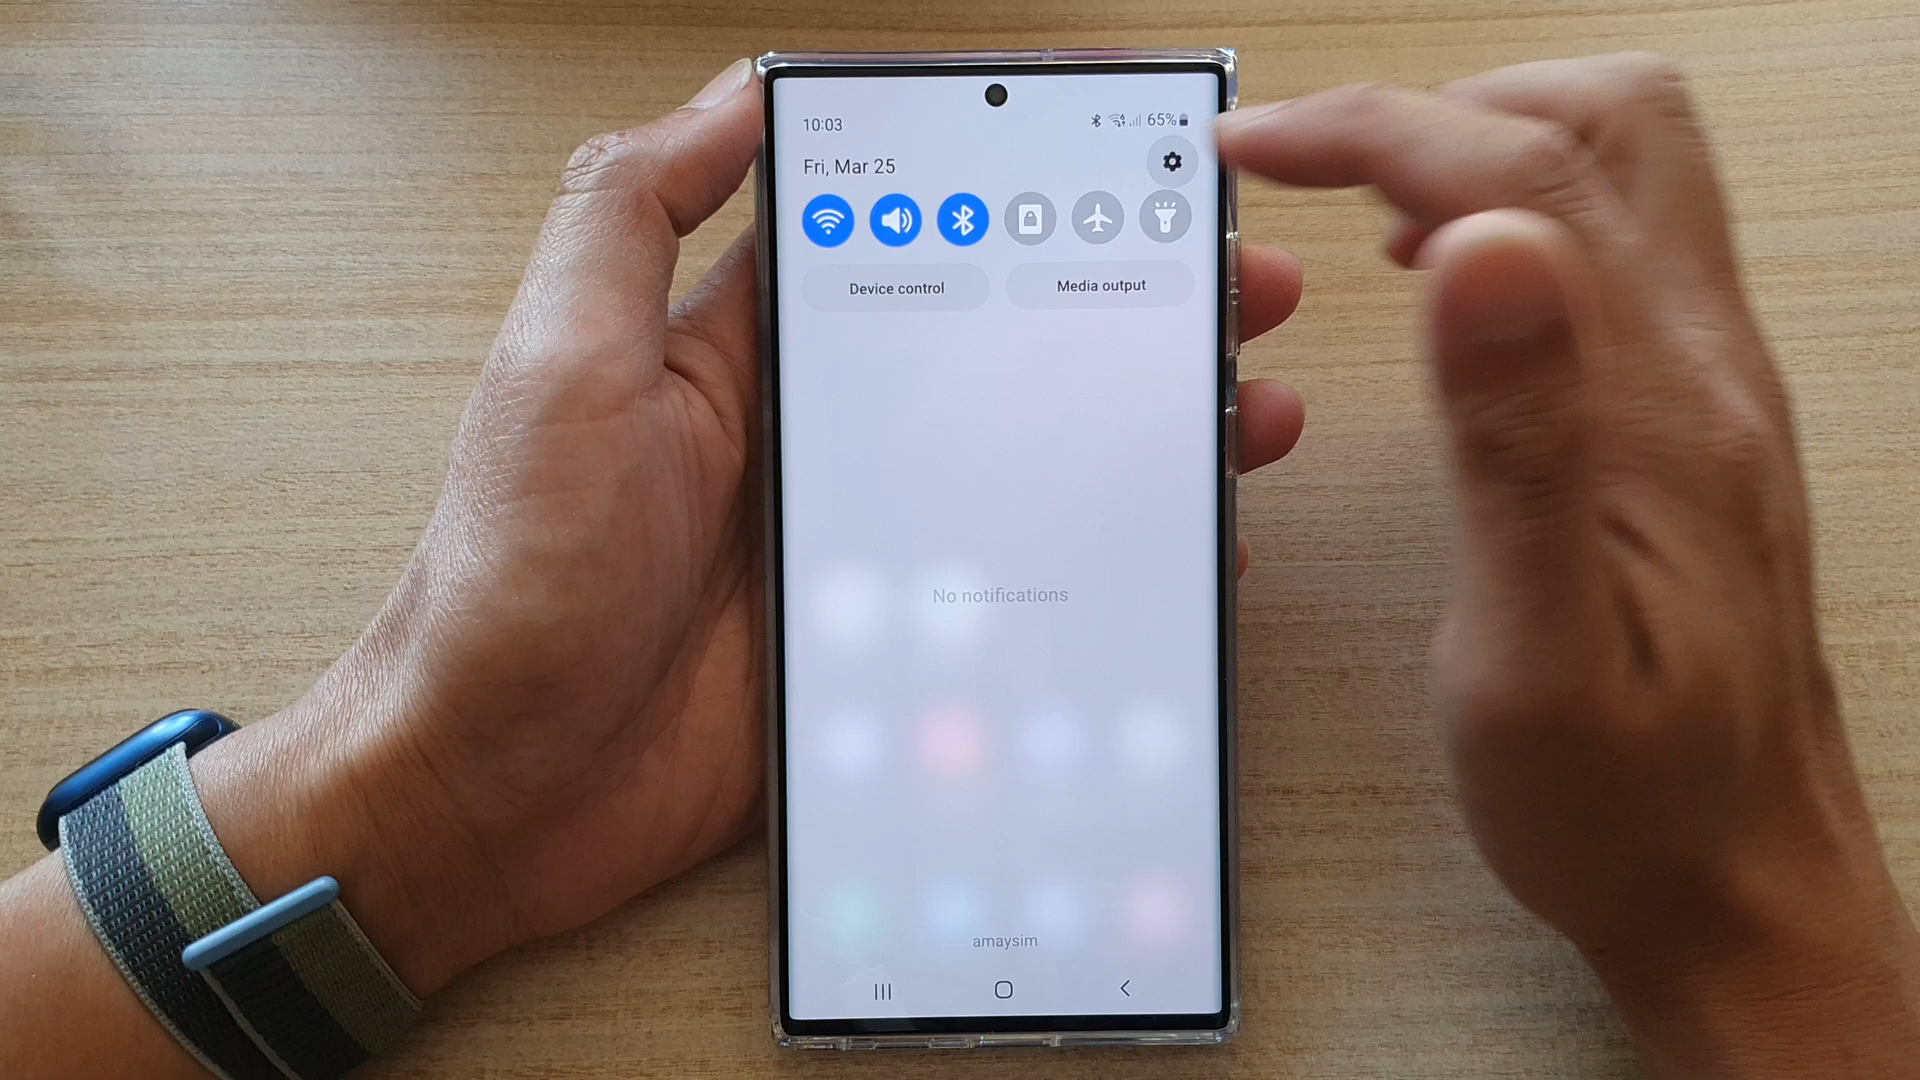 10:03
65%
Fri, Mar 25
Device control
Media output
No notifications
amaysim